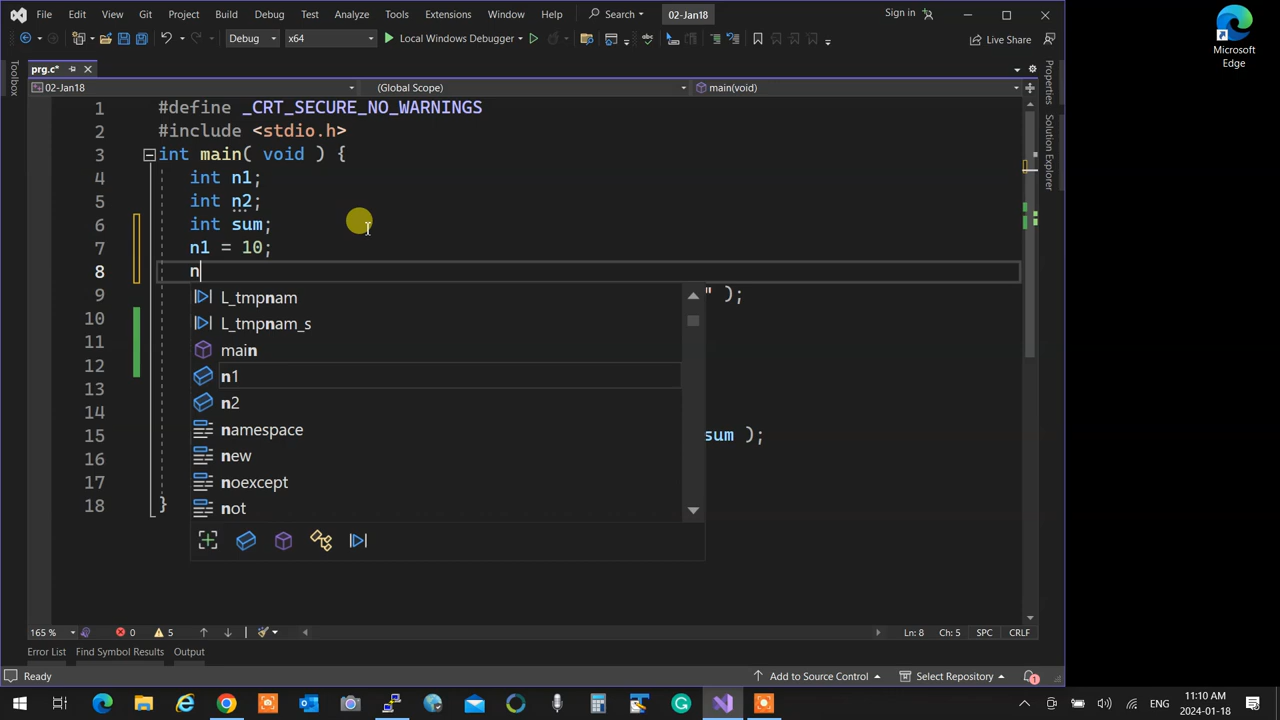 File Edit View Git Project Build Debug Test Analyze Tools Extensions Window Help Search 02-Jan18 Sign in
Microsoft Edge
Debug x64 Local Windows Debugger Live Share
prg.c*
02-Jan18 (Global Scope) main(void)
Toolbox
Properties
Solution Explorer
1 #define _CRT_SECURE_NO_WARNINGS
2 #include <stdio.h>
3 int main( void ) {
4 int n1;
5 int n2;
6 int sum;
7 n1 = 10;
8 n
9 " );
10
11
12
13
14
15 sum );
16
17
18 }
L_tmpnam
L_tmpnam_s
main
n1
n2
namespace
new
noexcept
not
165 % 0 5 Ln: 8 Ch: 5 SPC CRLF
Error List Find Symbol Results Output
Ready Add to Source Control Select Repository 1
ENG 11:10 AM
2024-01-18